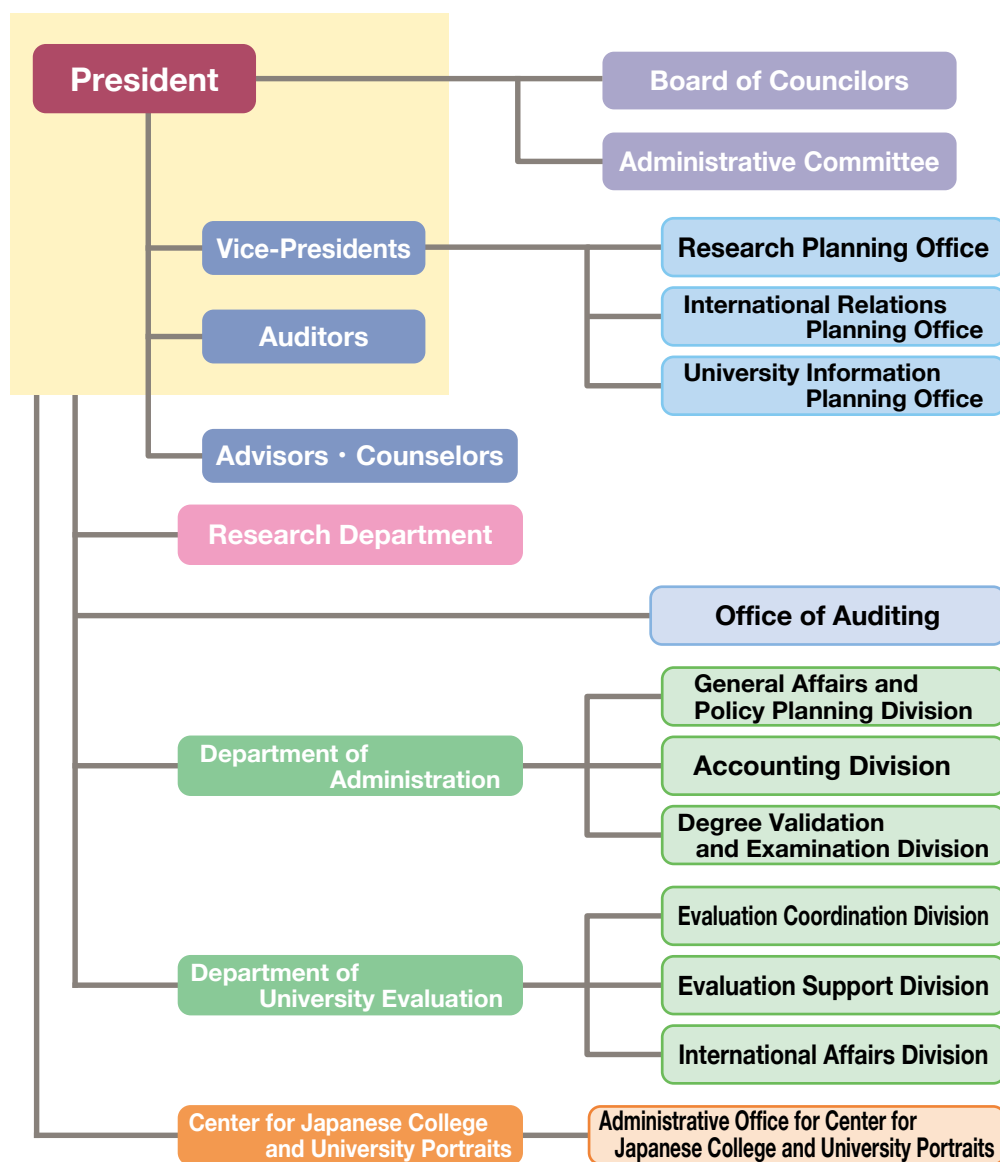 President
Board of Councilors
Administrative Committee
Vice-Presidents
Research Planning Office
International Relations
Planning Office
Auditors
University Information
Planning Office
Advisors・Counselors
Research Department
Office of Auditing
General Affairs and
Policy Planning Division
Department of
Administration
Accounting Division
Degree Validation
and Examination Division
Evaluation Coordination Division
Department of
University Evaluation
Evaluation Support Division
International Affairs Division
Center for Japanese College
and University Portraits
Administrative Office for Center for
Japanese College and University Portraits